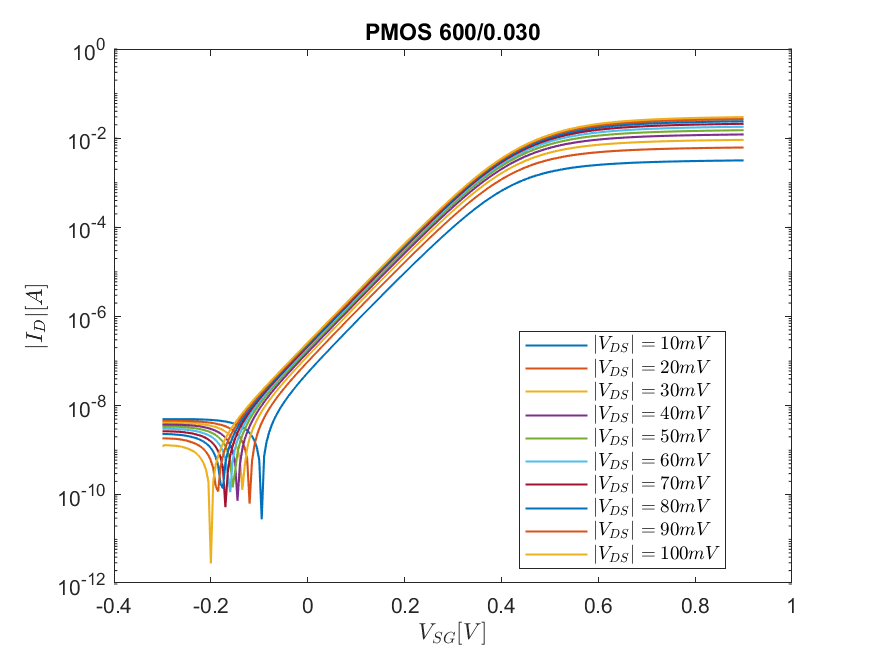 PMOS 600/0.030
10^0
10^-2
10^-4
10^-6
10^-8
10^-10
10^-12
|I_D|[A]
|V_DS| = 10mV
|V_DS| = 20mV
|V_DS| = 30mV
|V_DS| = 40mV
|V_DS| = 50mV
|V_DS| = 60mV
|V_DS| = 70mV
|V_DS| = 80mV
|V_DS| = 90mV
|V_DS| = 100mV
-0.4 -0.2 0 0.2 0.4 0.6 0.8 1
V_SG[V]